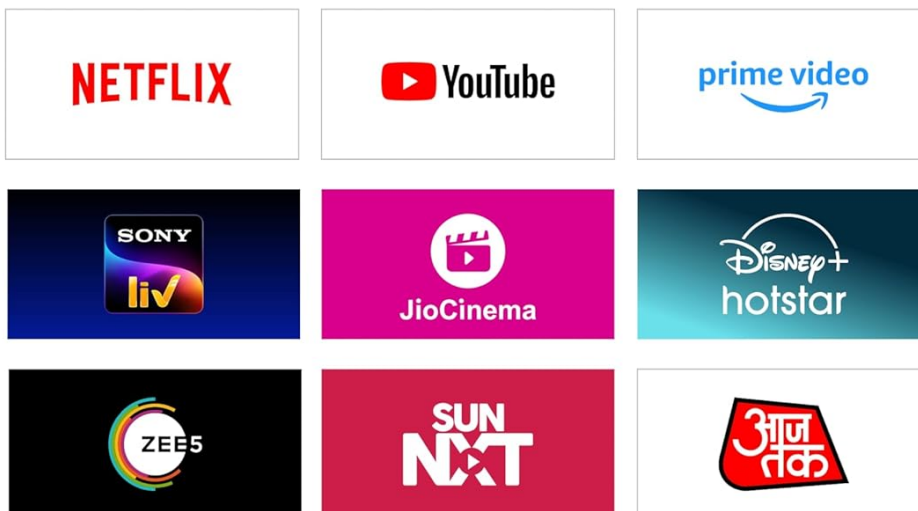 NETFLIX
YouTube
prime video
SONY
liv
JioCinema
Disney+
hotstar
ZEE5
SUN
NXT
आज
तक